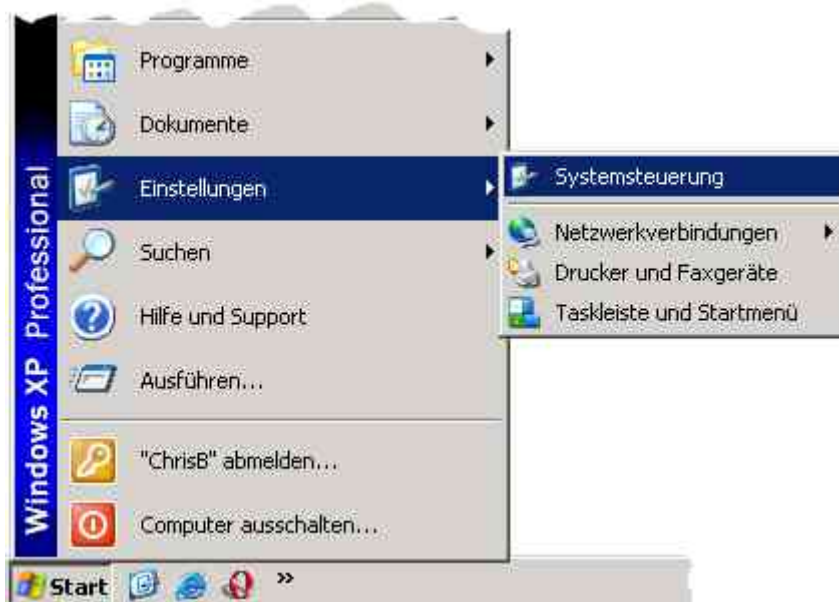 Windows XP Professional
Programme
Dokumente
Einstellungen
Suchen
Hilfe und Support
Ausführen...
"ChrisB" abmelden...
Computer ausschalten...
Systemsteuerung
Netzwerkverbindungen
Drucker und Faxgeräte
Taskleiste und Startmenü
Start
»